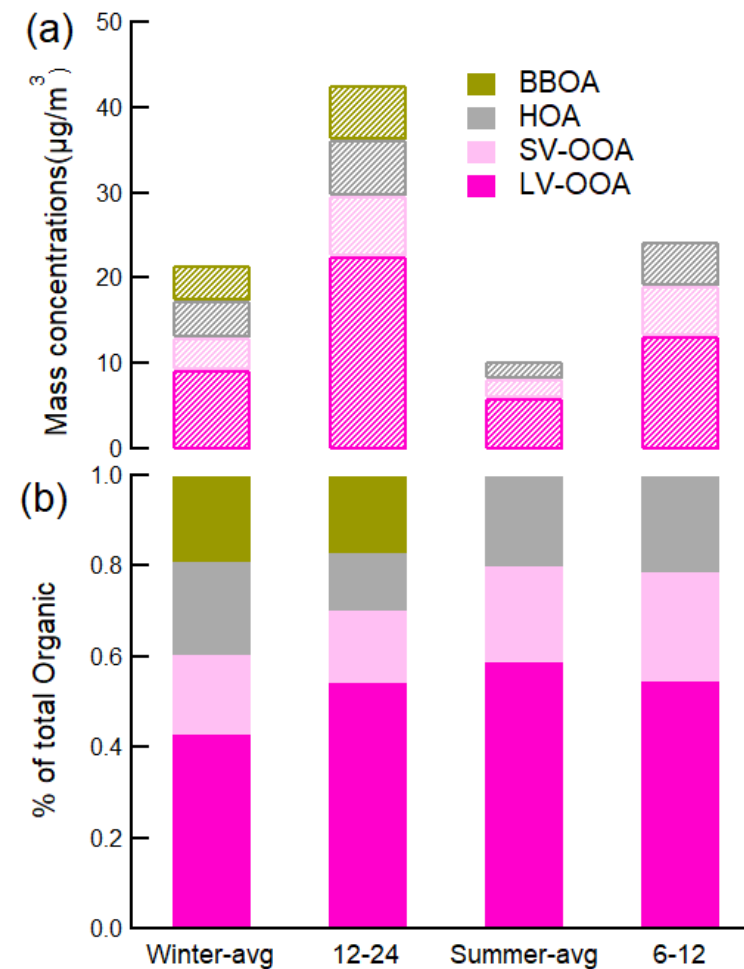 (a)
Mass concentrations(µg/m³)
50
40
30
20
10
0
BBOA
HOA
SV-OOA
LV-OOA
(b)
% of total Organic
1.0
0.8
0.6
0.4
0.2
0.0
Winter-avg 12-24 Summer-avg 6-12